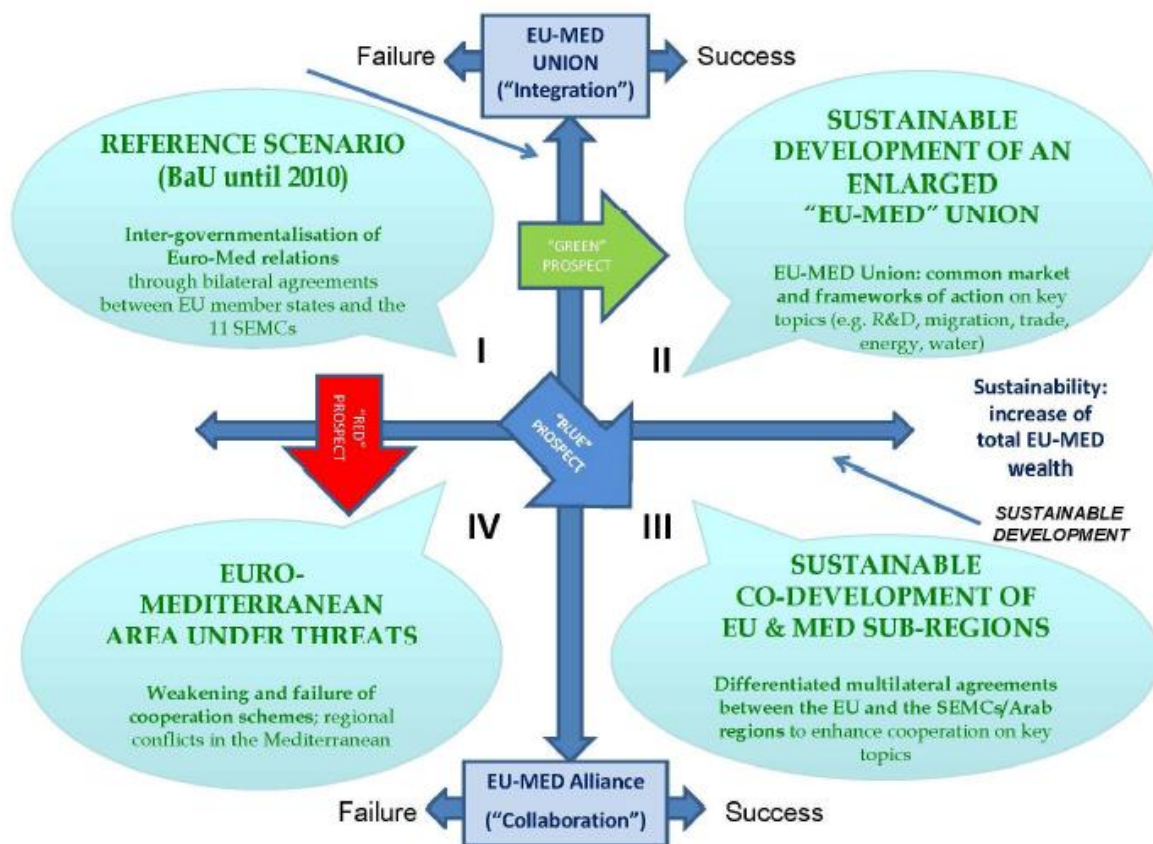 Failure
EU-MED
UNION
("Integration")
Success
REFERENCE SCENARIO
(BaU until 2010)
Inter-governmentalisation of
Euro-Med relations
through bilateral agreements
between EU member states and the
11 SEMCs
I
"GREEN"
PROSPECT
SUSTAINABLE
DEVELOPMENT OF AN
ENLARGED
"EU-MED" UNION
EU-MED Union: common market
and frameworks of action on key
topics (e.g. R&D, migration, trade,
energy, water)
II
"RED"
PROSPECT
"BLUE"
PROSPECT
Sustainability:
increase of
total EU-MED
wealth
SUSTAINABLE
DEVELOPMENT
IV
EURO-
MEDITERRANEAN
AREA UNDER THREATS
Weakening and failure of
cooperation schemes; regional
conflicts in the Mediterranean
III
SUSTAINABLE
CO-DEVELOPMENT OF
EU & MED SUB-REGIONS
Differentiated multilateral agreements
between the EU and the SEMCs/Arab
regions to enhance cooperation on key
topics
Failure
EU-MED Alliance
("Collaboration")
Success